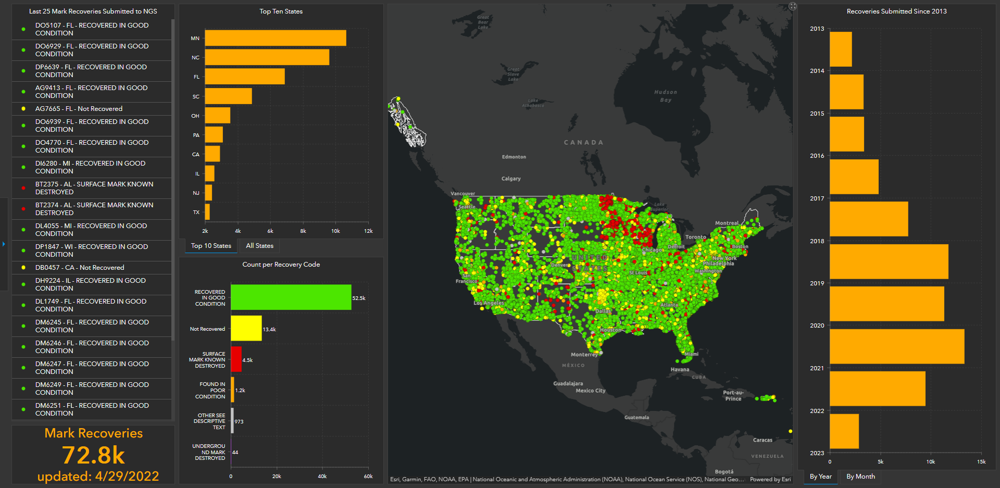 Last 25 Mark Recoveries Submitted to NGS
DO5107 - FL - RECOVERED IN GOOD
CONDITION
DO6929 - FL - RECOVERED IN GOOD
CONDITION
DP6639 - FL - RECOVERED IN GOOD
CONDITION
AG9413 - FL - RECOVERED IN GOOD
CONDITION
AG7665 - FL - Not Recovered
DO6939 - FL - RECOVERED IN GOOD
CONDITION
DO4770 - FL - RECOVERED IN GOOD
CONDITION
DI6280 - MI - RECOVERED IN GOOD
CONDITION
BT2375 - AL - SURFACE MARK KNOWN
DESTROYED
BT2374 - AL - SURFACE MARK KNOWN
DESTROYED
DL4055 - MI - RECOVERED IN GOOD
CONDITION
DP1847 - WI - RECOVERED IN GOOD
CONDITION
DB0457 - CA - Not Recovered
DH9224 - IL - RECOVERED IN GOOD
CONDITION
DL1749 - FL - RECOVERED IN GOOD
CONDITION
DM6245 - FL - RECOVERED IN GOOD
CONDITION
DM6246 - FL - RECOVERED IN GOOD
CONDITION
DM6247 - FL - RECOVERED IN GOOD
CONDITION
DM6249 - FL - RECOVERED IN GOOD
CONDITION
DM6251 - FL - RECOVERED IN GOOD
CONDITION
Mark Recoveries
72.8k
updated: 4/29/2022
Top Ten States
MN
NC
FL
SC
OH
PA
CA
IL
NJ
TX
2k 4k 6k 8k 10k 12k
Top 10 States All States
Count per Recovery Code
RECOVERED
IN GOOD
CONDITION
52.5k
Not Recovered
13.4k
SURFACE
MARK KNOWN
DESTROYED
4.5k
FOUND IN
POOR
CONDITION
1.2k
OTHER SEE
DESCRIPTIVE
TEXT
973
UNDERGROU
ND MARK
DESTROYED
44
0 20k 40k 60k
Great
Bear
Lake
Great
Slave
Lake
Lake
Athabasca
Hudson
Bay
CANADA
Edmonton
Calgary
Vancouver
Seattle
Lake
Superior
Montreal
Toronto
Detroit
Boston
Chicago
New York
Philadelphia
UNITED
STATES
Denver
St Louis
Washington
San
Francisco
Los Angeles
Atlanta
Dallas
Houston
Monterrey
Miami
MÉXICO
Havana
CUBA
Guadalajara
Mexico City
Port-au-
Prince
Guatemala
Caracas
VENEZUELA
Bogotá
Esri, Garmin, FAO, NOAA, EPA | National Oceanic and Atmospheric Administration (NOAA), National Ocean Service (NOS), National Geo... Powered by Esri
Recoveries Submitted Since 2013
2013
2014
2015
2016
2017
2018
2019
2020
2021
2022
2023
0 5k 10k 15k
By Year By Month